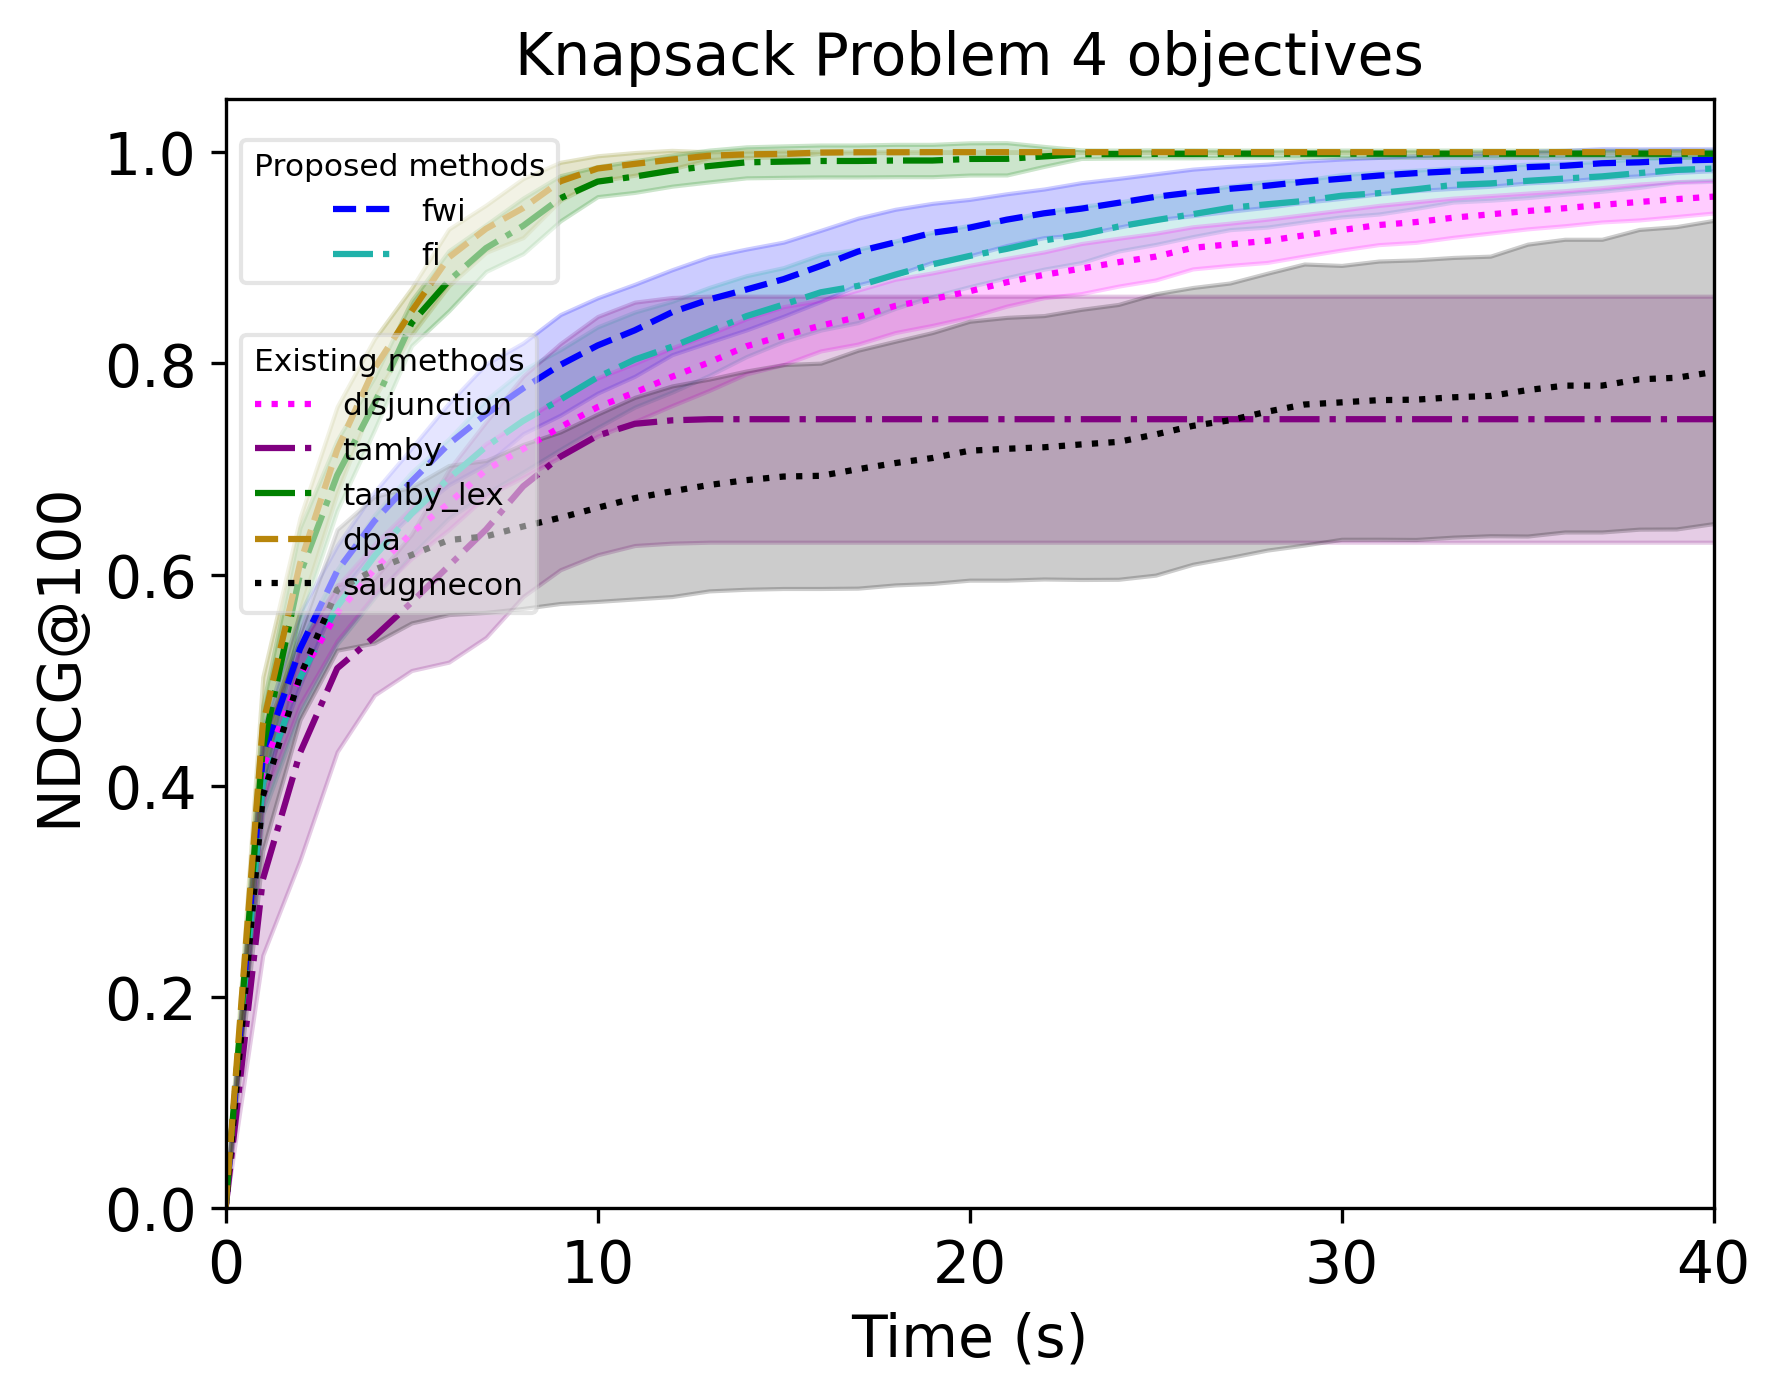 Knapsack Problem 4 objectives
NDCG@100
1.0
0.8
0.6
0.4
0.2
0.0
Proposed methods
fwi
fi
Existing methods
disjunction
tamby
tamby_lex
dpa
saugmecon
0 10 20 30 40
Time (s)